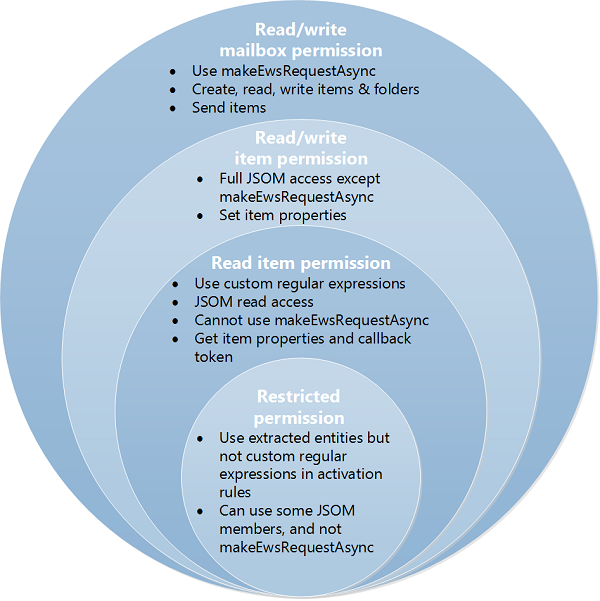 Read/write
mailbox permission
• Use makeEwsRequestAsync
• Create, read, write items & folders
• Send items
Read/write
item permission
• Full JSOM access except
makeEwsRequestAsync
• Set item properties
Read item permission
• Use custom regular expressions
• JSOM read access
• Cannot use makeEwsRequestAsync
• Get item properties and callback
token
Restricted
permission
• Use extracted entities but
not custom regular
expressions in activation
rules
• Can use some JSOM
members, and not
makeEwsRequestAsync